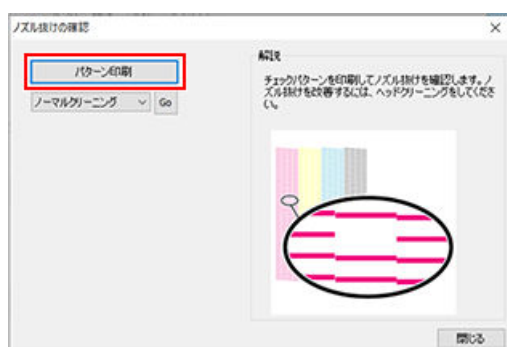 ノズル抜けの確認
パターン印刷
ノーマルクリーニング
Go
解説
チェックパターンを印刷してノズル抜けを確認します。ノ
ズル抜けを改善するには、ヘッドクリーニングをしてくださ
い。
閉じる